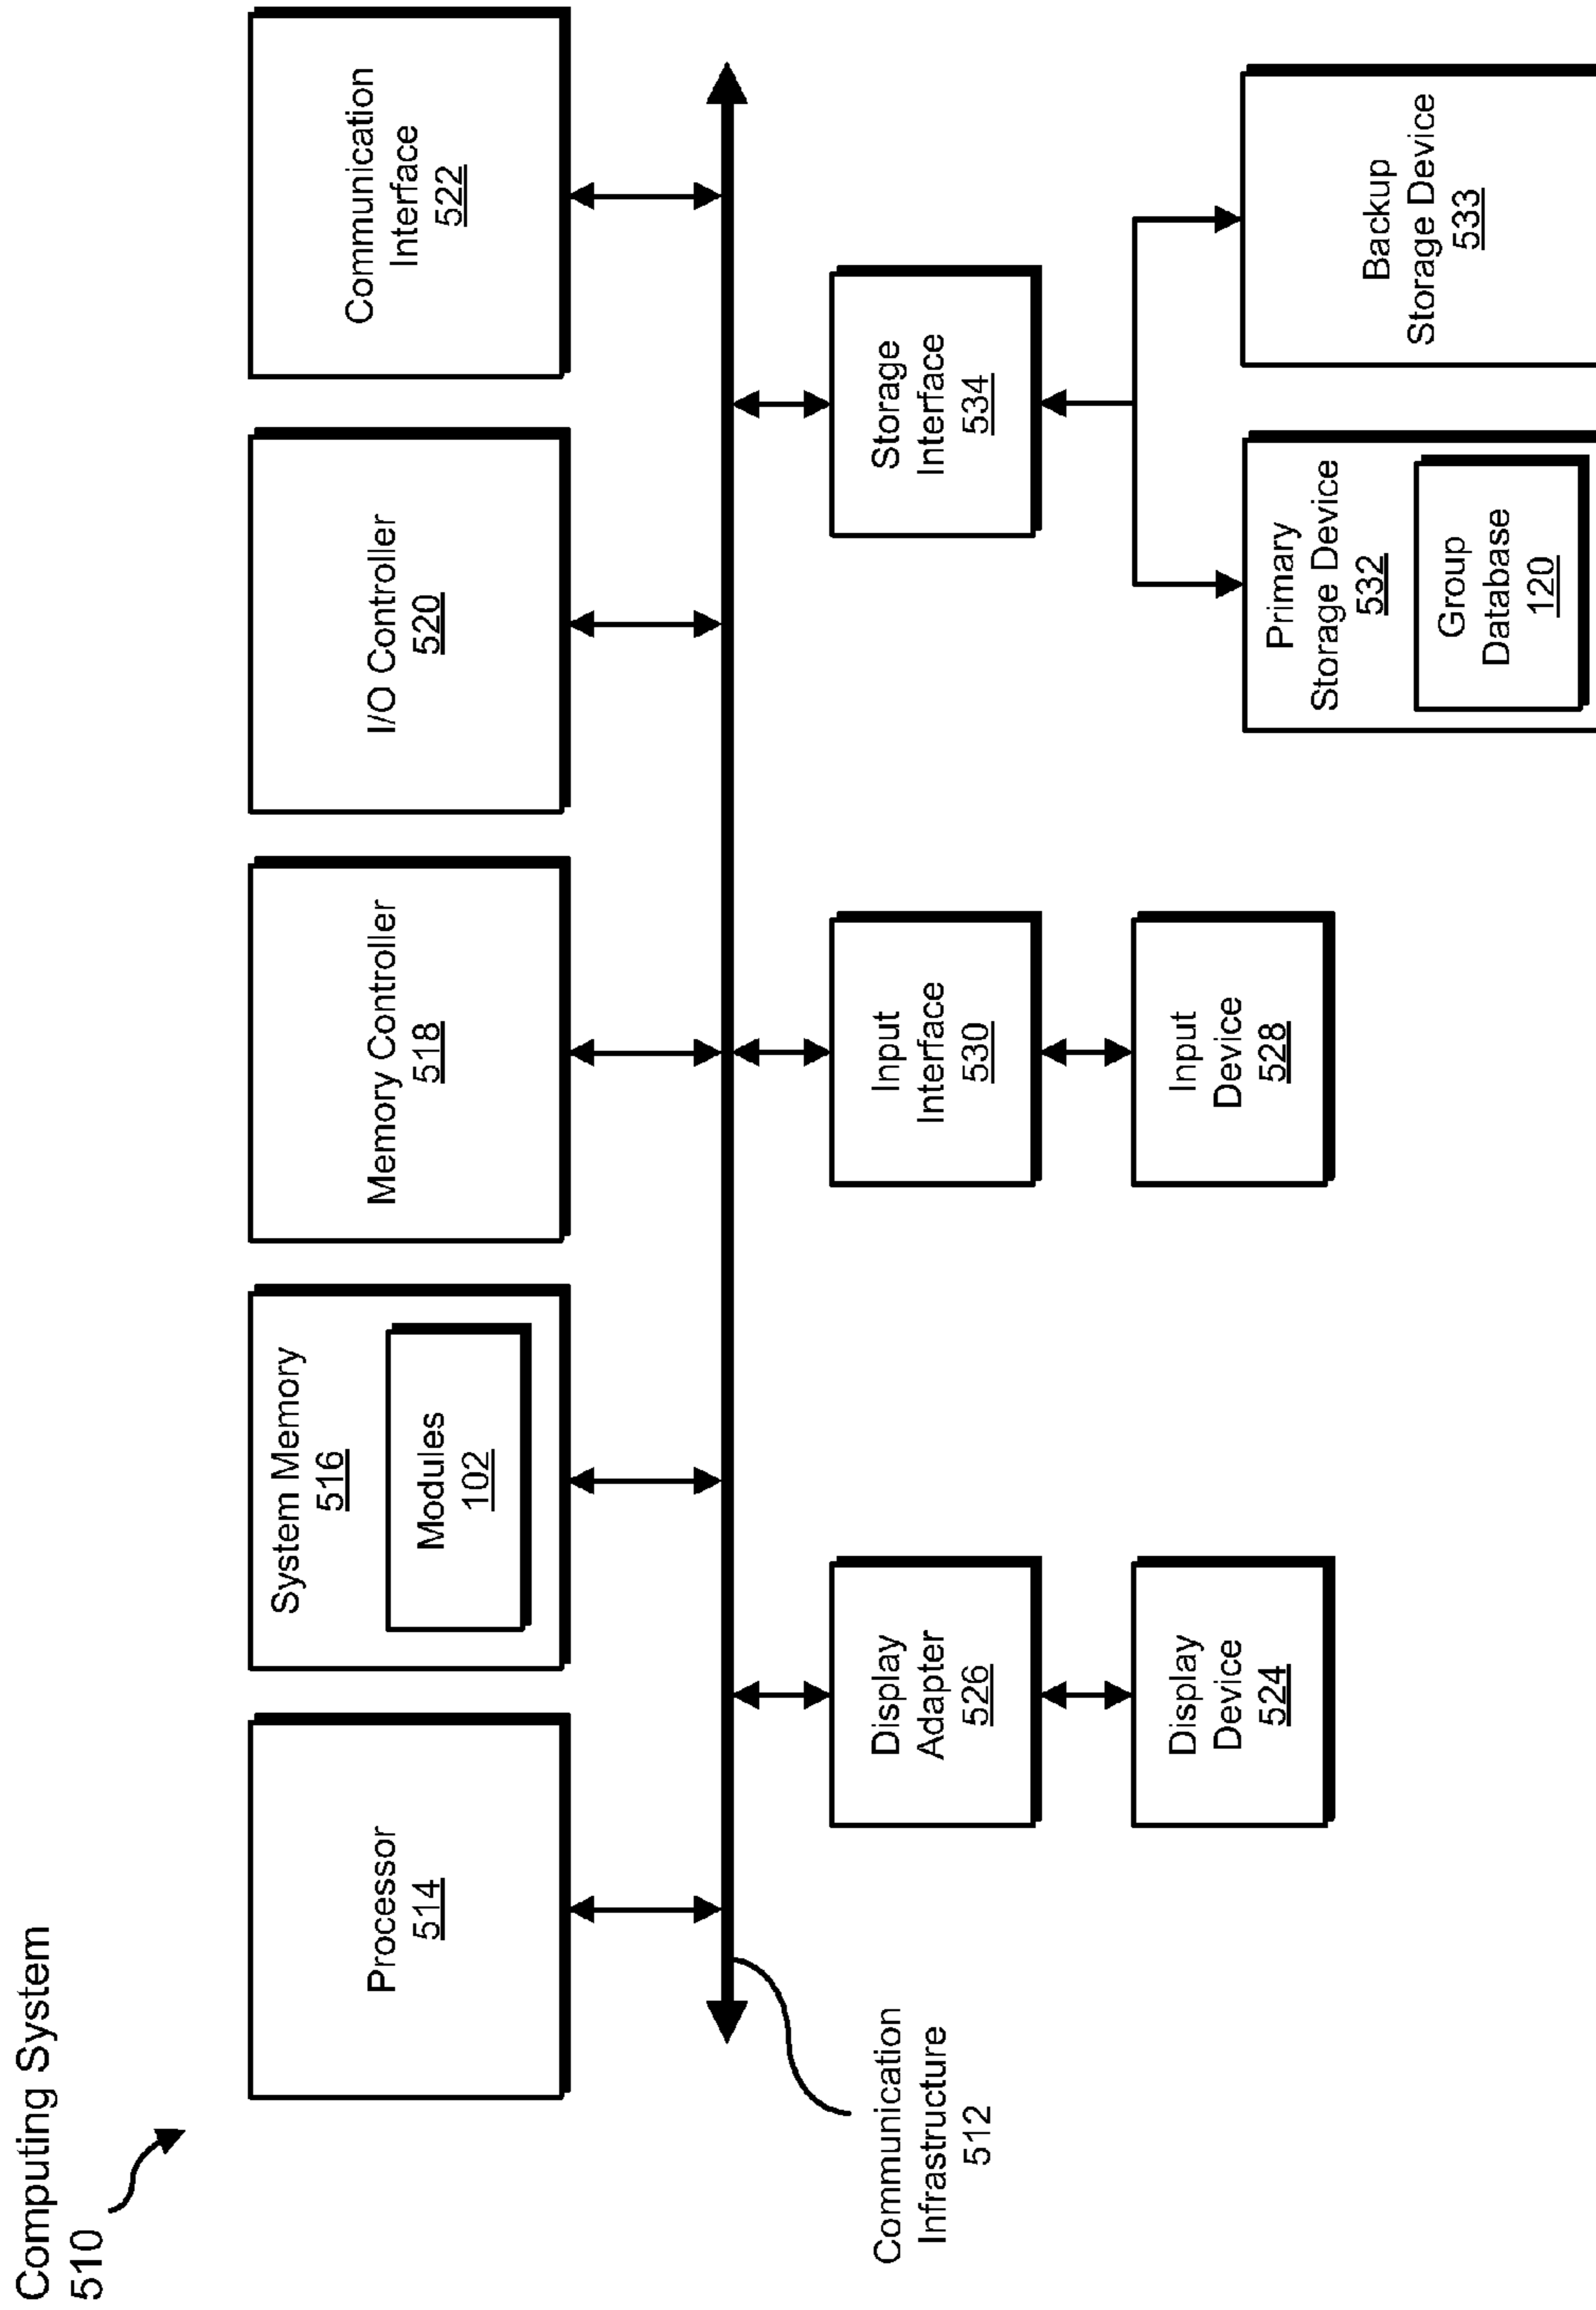 Computing System
510
Processor
514
System Memory
516
Modules
102
Memory Controller
518
I/O Controller
520
Communication
Interface
522
Communication
Infrastructure
512
Display
Adapter
526
Input
Interface
530
Storage
Interface
534
Display
Device
524
Input
Device
528
Primary
Storage Device
532
Group
Database
120
Backup
Storage Device
533